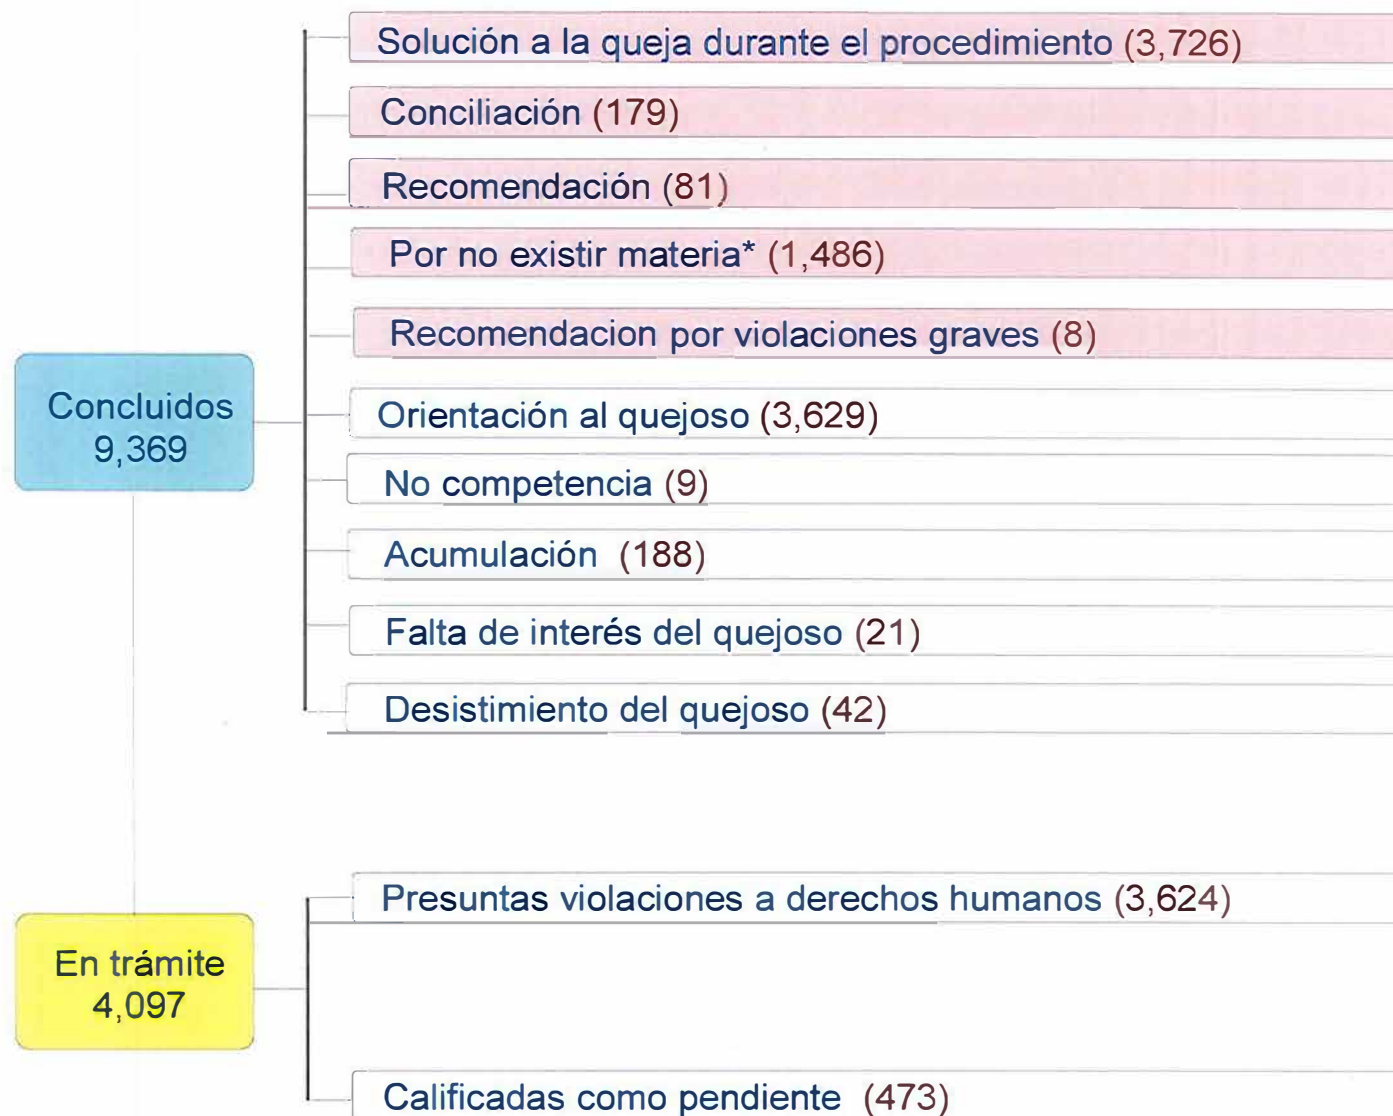 Solución a la queja durante el procedimiento (3,726)
Conciliación (179)
Recomendación (81)
Por no existir materia* (1,486)
Recomendacion por violaciones graves (8)
Concluidos
9,369
Orientación al quejoso (3,629)
No competencia (9)
Acumulación (188)
Falta de interés del quejoso (21)
Desistimiento del quejoso (42)
Presuntas violaciones a derechos humanos (3,624)
En trámite
4,097
Calificadas como pendiente (473)